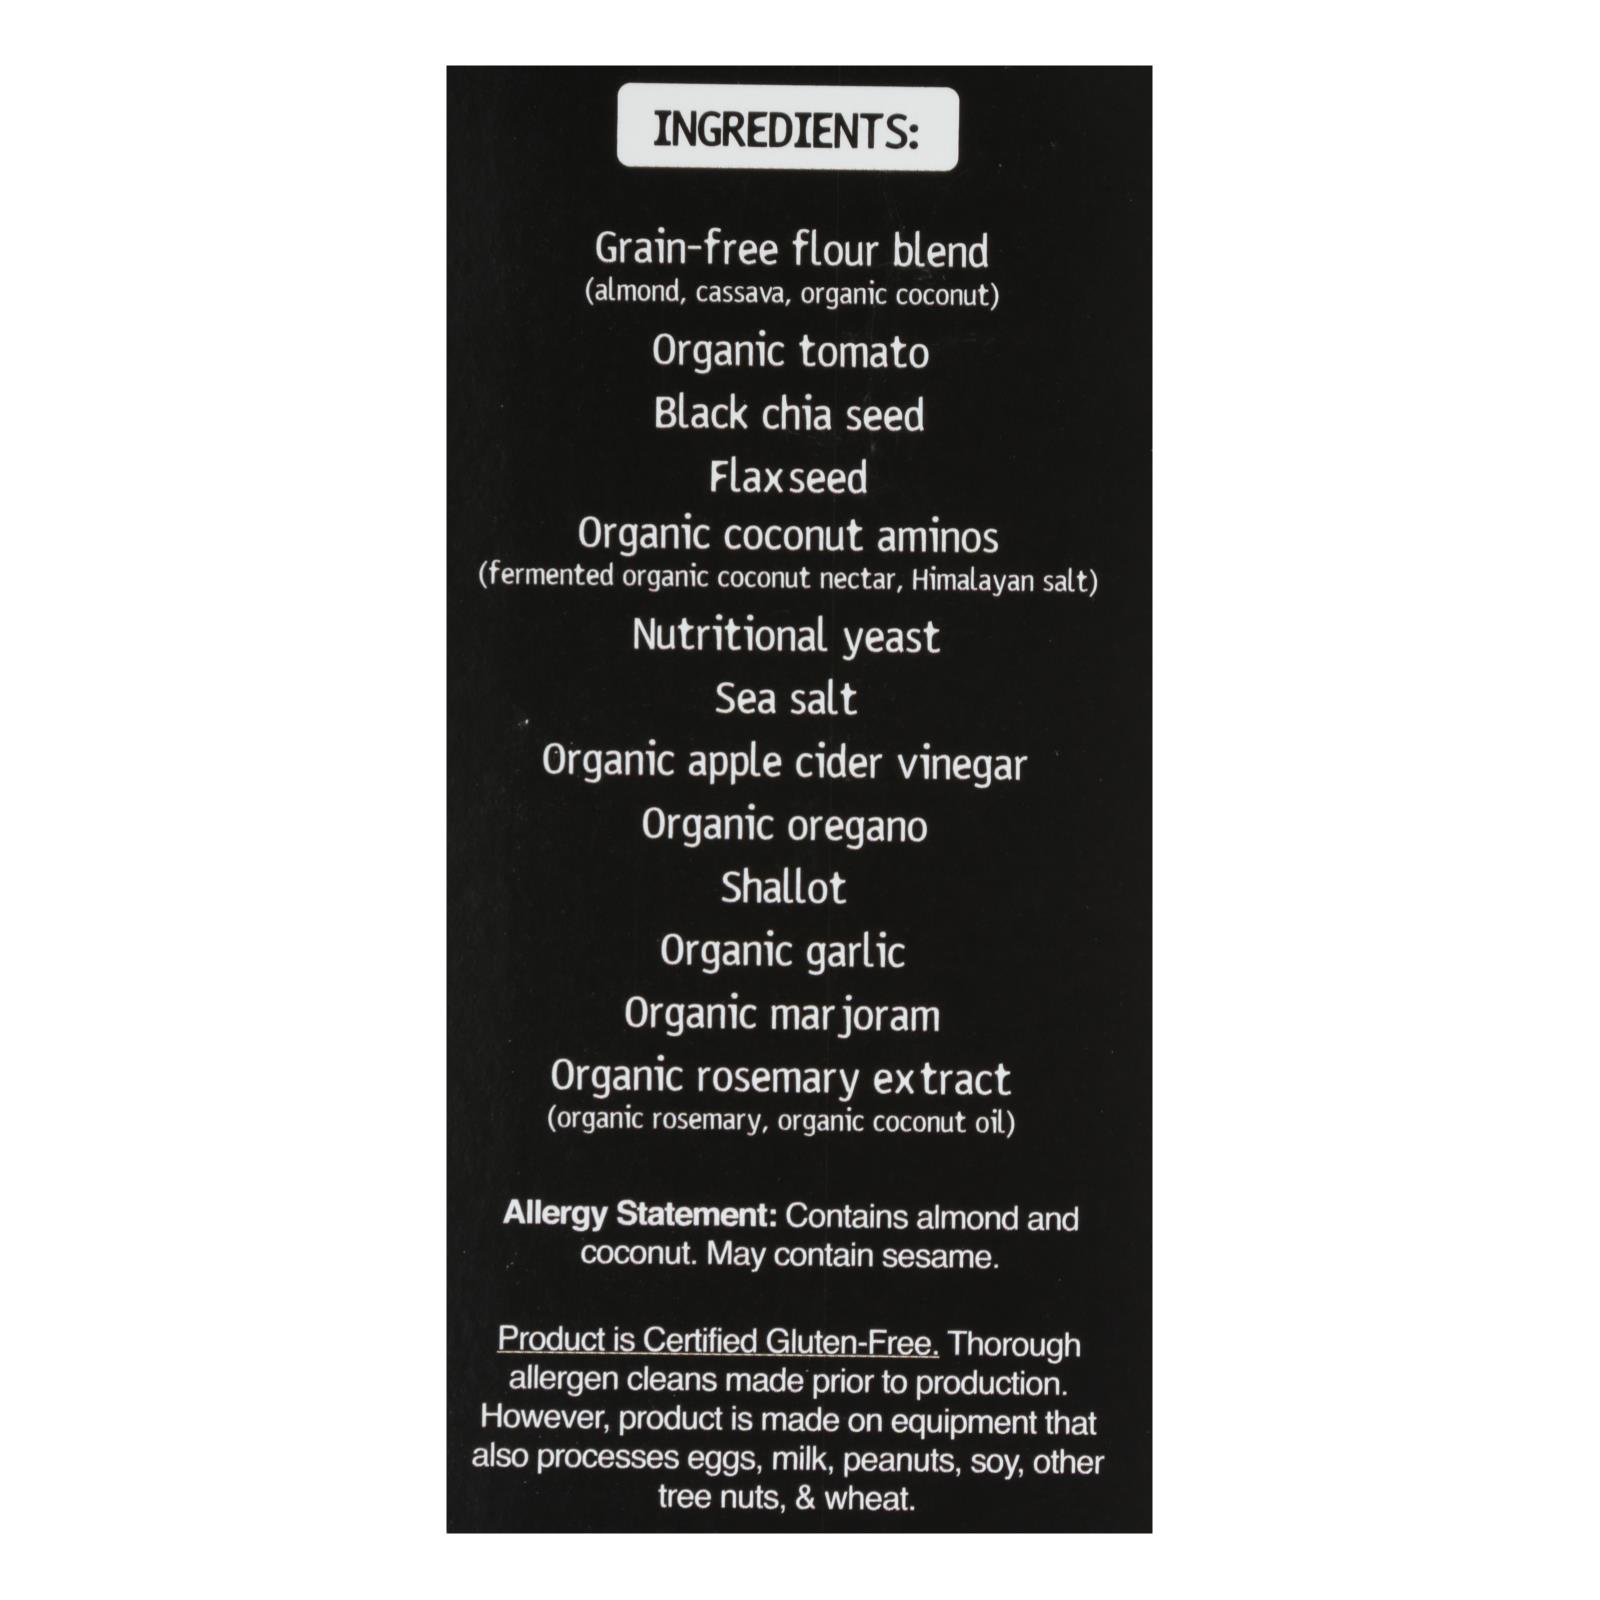 INGREDIENTS:
Grain-free flour blend
(almond, cassava, organic coconut)
Organic tomato
Black chia seed
Flaxseed
Organic coconut aminos
(fermented organic coconut nectar, Himalayan salt)
Nutritional yeast
Sea salt
Organic apple cider vinegar
Organic oregano
Shallot
Organic garlic
Organic marjoram
Organic rosemary extract
(organic rosemary, organic coconut oil)
Allergy Statement: Contains almond and
coconut. May contain sesame.
Product is Certified Gluten-Free. Thorough
allergen cleans made prior to production.
However, product is made on equipment that
also processes eggs, milk, peanuts, soy, other
tree nuts, & wheat.